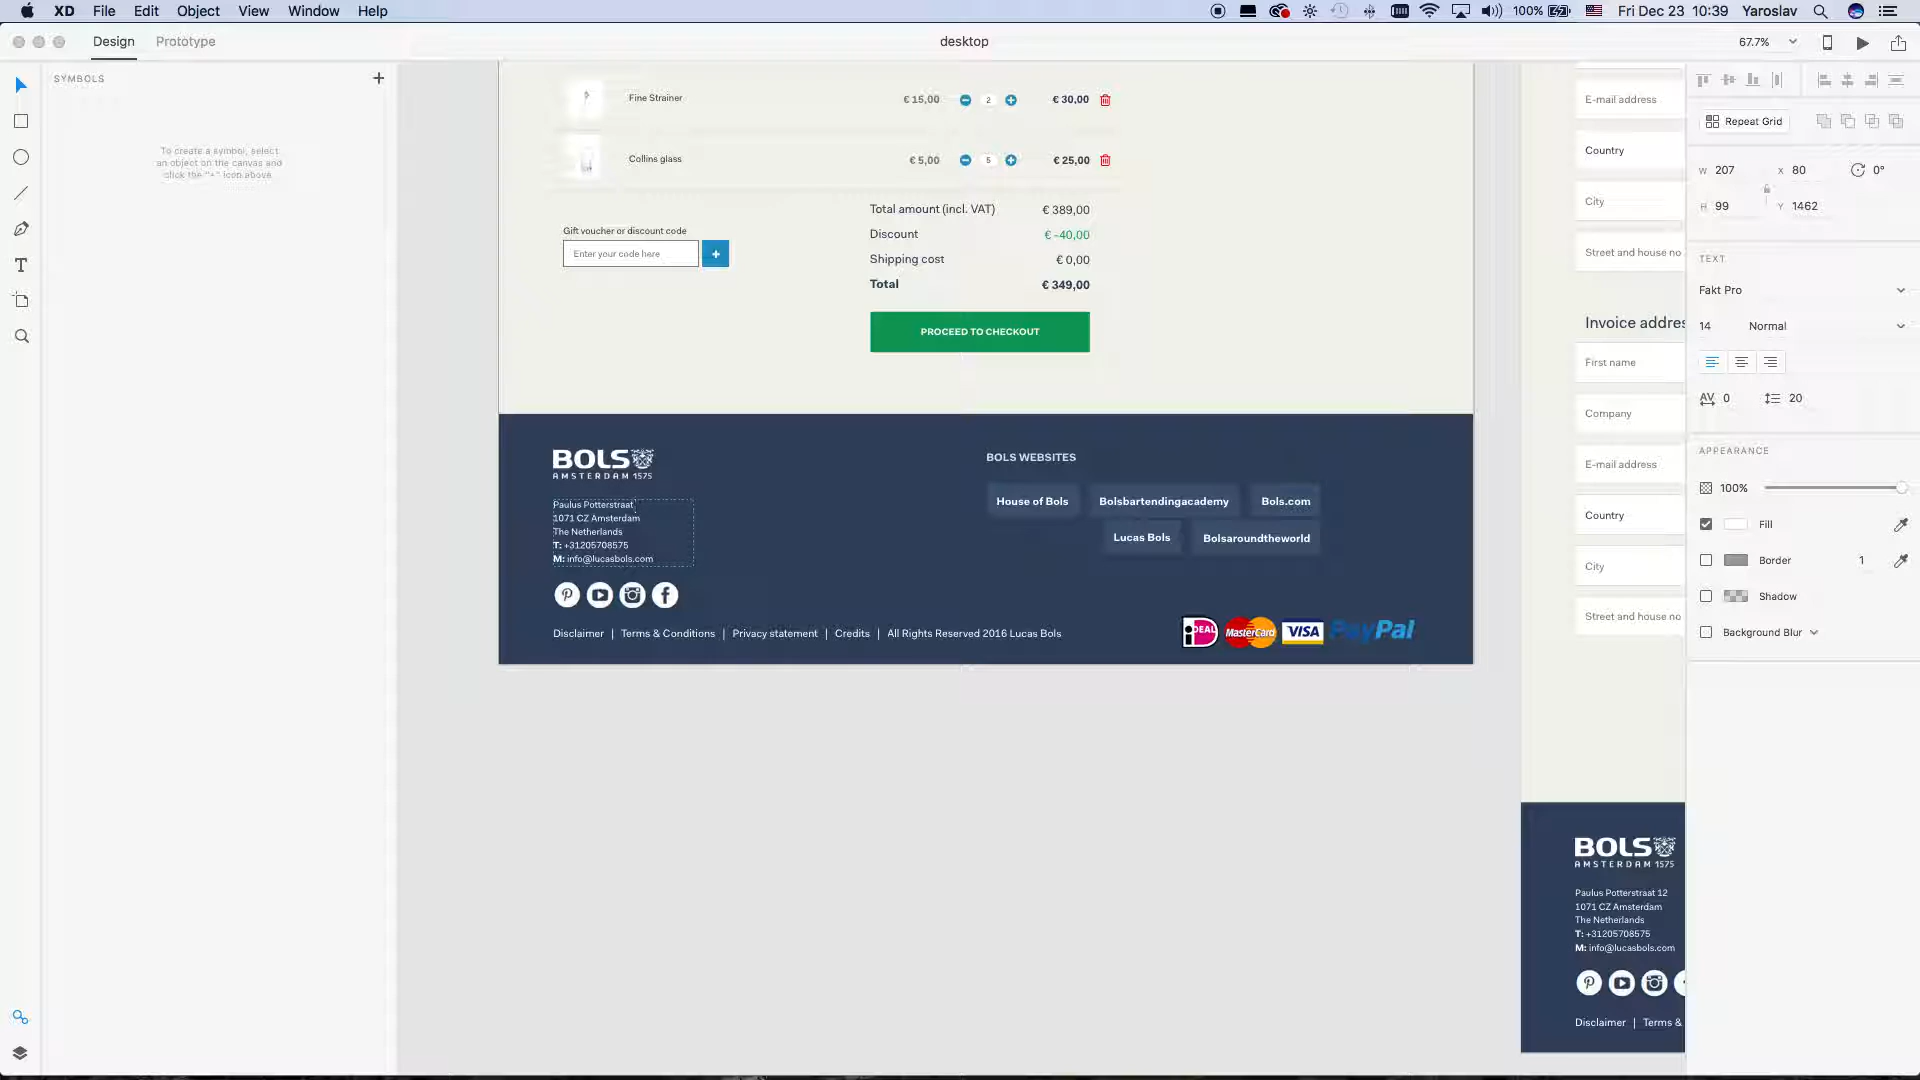 XD File Edit Object View Window Help
100% Fri Dec 23 10:39 Yaroslav
Design Prototype
desktop
67.7%
SYMBOLS
To create a symbol, select
an object on the canvas and
click the "+" icon above.
Fine Strainer € 15,00 2 € 30,00
Collins glass € 5,00 5 € 25,00
Total amount (incl. VAT) € 389,00
Gift voucher or discount code
Discount € -40,00
Enter your code here
Shipping cost € 0,00
Total € 349,00
PROCEED TO CHECKOUT
BOLS
AMSTERDAM 1575
Paulus Potterstraat
1071 CZ Amsterdam
The Netherlands
T: +31205708575
M: info@lucasbols.com
BOLS WEBSITES
House of Bols Bolsbartendingacademy Bols.com
Lucas Bols Bolsaroundtheworld
Disclaimer | Terms & Conditions | Privacy statement | Credits | All Rights Reserved 2016 Lucas Bols
iDEAL MasterCard VISA PayPal
E-mail address
Country
City
Street and house no
Invoice addres
First name
Company
E-mail address
Country
City
Street and house no
BOLS
AMSTERDAM 1575
Paulus Potterstraat 12
1071 CZ Amsterdam
The Netherlands
T: +31205708575
M: info@lucasbols.com
Disclaimer | Terms &
Repeat Grid
W 207 X 80 0°
H 99 Y 1462
TEXT
Fakt Pro
14 Normal
AV 0 20
APPEARANCE
100%
Fill
Border 1
Shadow
Background Blur